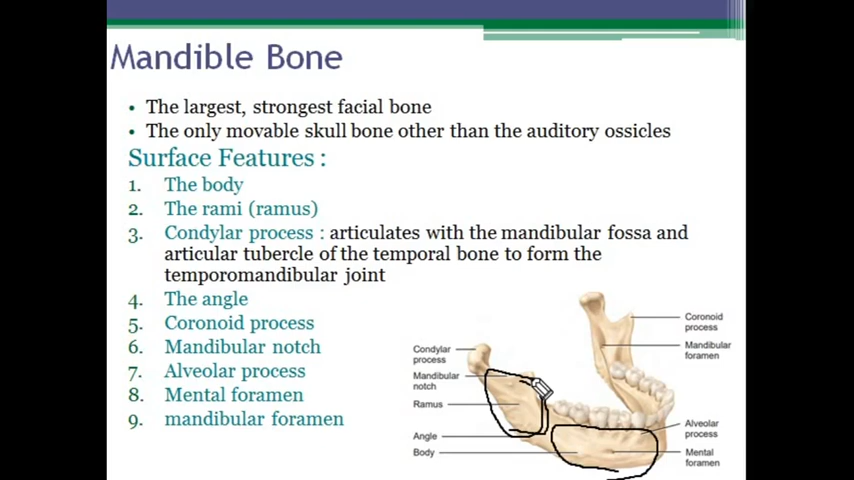 Mandible Bone
• The largest, strongest facial bone
• The only movable skull bone other than the auditory ossicles
Surface Features :
1. The body
2. The rami (ramus)
3. Condylar process : articulates with the mandibular fossa and
articular tubercle of the temporal bone to form the
temporomandibular joint
4. The angle
5. Coronoid process
6. Mandibular notch
7. Alveolar process
8. Mental foramen
9. mandibular foramen
Condylar
process
Mandibular
notch
Ramus
Angle
Body
Coronoid
process
Mandibular
foramen
Alveolar
process
Mental
foramen